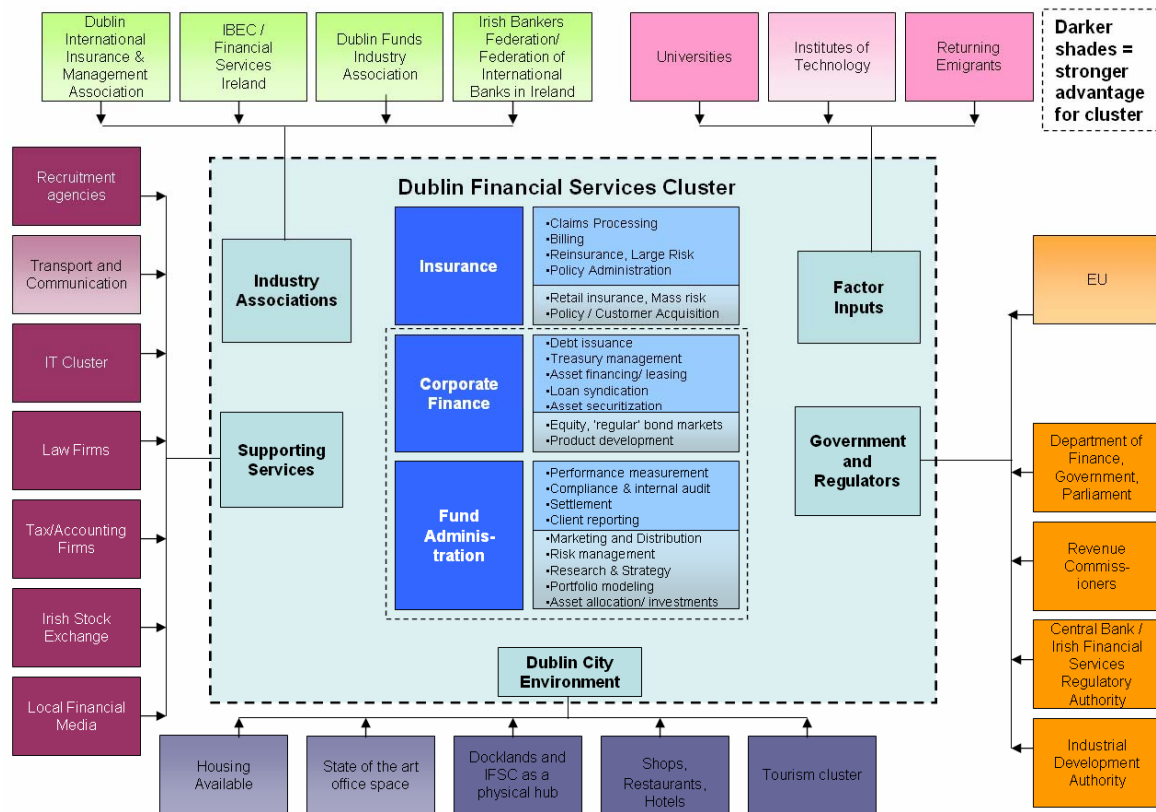 Dublin
International
Insurance &
Management
Association
IBEC /
Financial
Services
Ireland
Dublin Funds
Industry
Association
Irish Bankers
Federation/
Federation of
International
Banks in Ireland
Universities
Institutes of
Technology
Returning
Emigrants
Darker
shades =
stronger
advantage
for cluster
Recruitment
agencies
Transport and
Communication
IT Cluster
Law Firms
Tax/Accounting
Firms
Irish Stock
Exchange
Local Financial
Media
Dublin Financial Services Cluster
Industry
Associations
Supporting
Services
Insurance
▪Claims Processing
▪Billing
▪Reinsurance, Large Risk
▪Policy Administration
▪Retail insurance, Mass risk
▪Policy / Customer Acquisition
Corporate
Finance
▪Debt issuance
▪Treasury management
▪Asset financing/ leasing
▪Loan syndication
▪Asset securitization
▪Equity, 'regular' bond markets
▪Product development
Fund
Adminis-
tration
▪Performance measurement
▪Compliance & internal audit
▪Settlement
▪Client reporting
▪Marketing and Distribution
▪Risk management
▪Research & Strategy
▪Portfolio modeling
▪Asset allocation/ investments
Factor
Inputs
Government
and
Regulators
Dublin City
Environment
EU
Department of
Finance,
Government,
Parliament
Revenue
Commiss-
ioners
Central Bank /
Irish Financial
Services
Regulatory
Authority
Industrial
Development
Authority
Housing
Available
State of the art
office space
Docklands and
IFSC as a
physical hub
Shops,
Restaurants,
Hotels
Tourism cluster